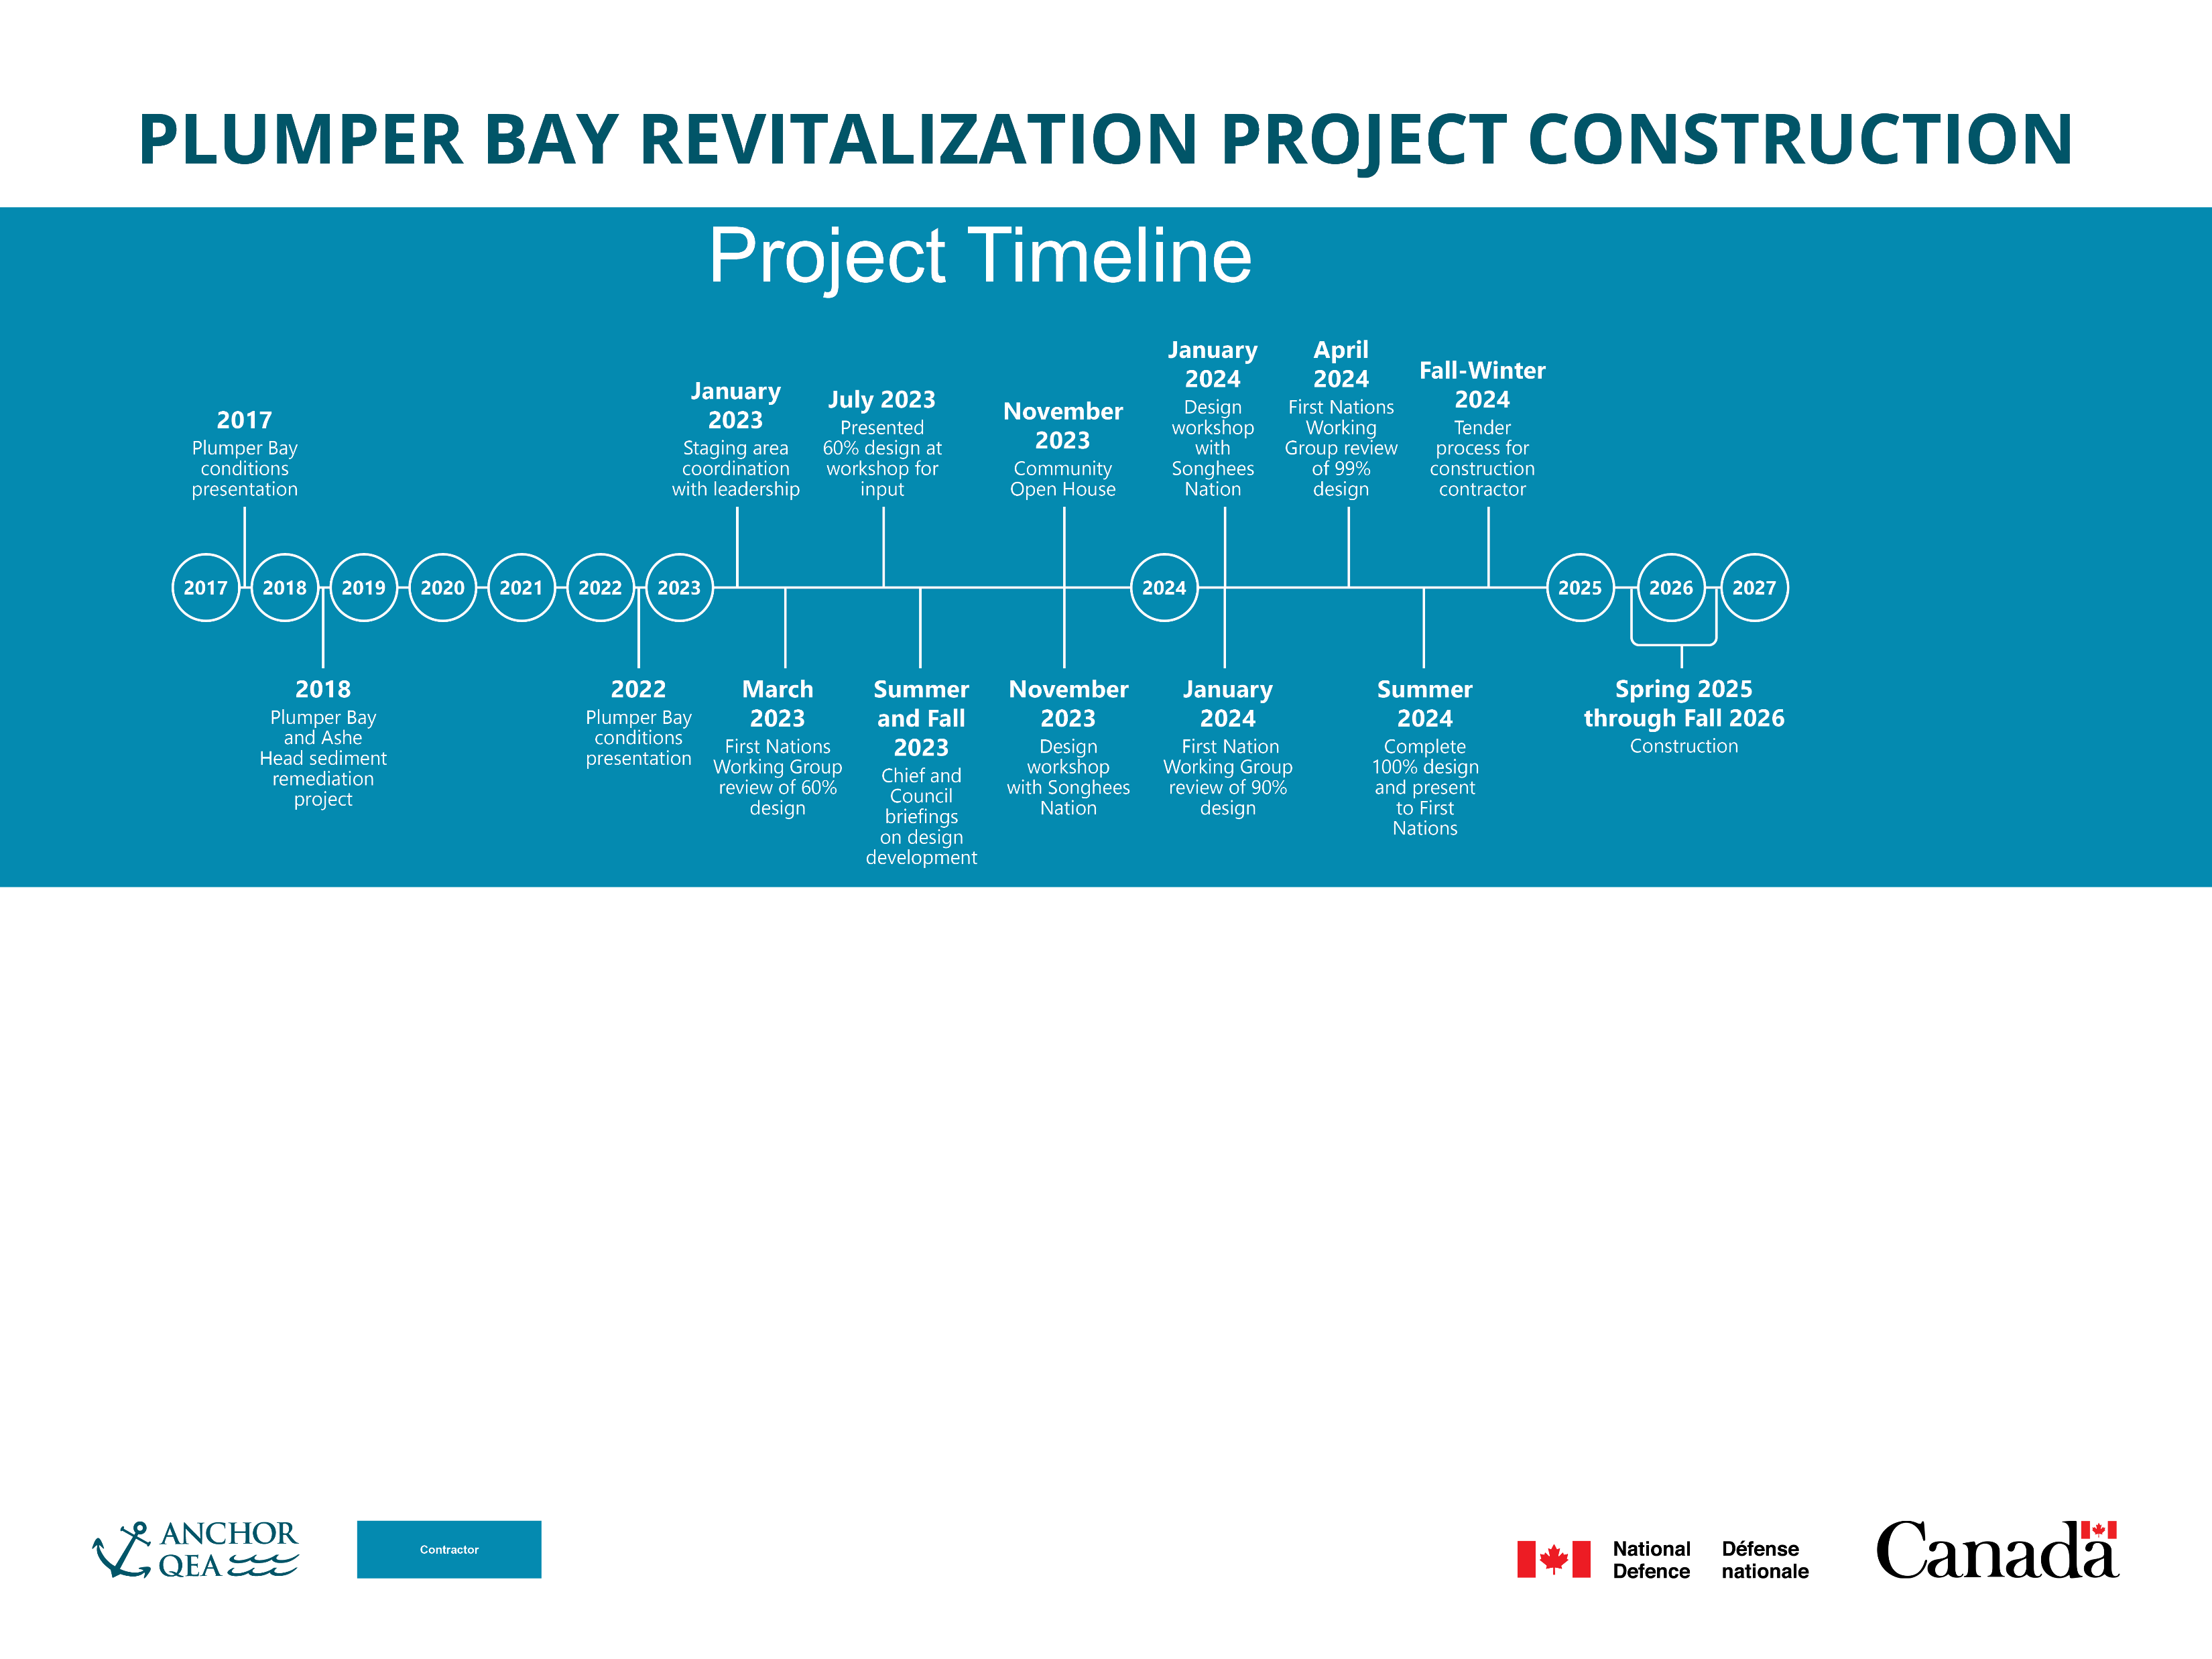 PLUMPER BAY REVITALIZATION PROJECT CONSTRUCTION
Project Timeline
2017
Plumper Bay
conditions
presentation
January
2023
Staging area
coordination
with leadership
July 2023
Presented
60% design at
workshop for
input
November
2023
Community
Open House
January
2024
Design
workshop
with
Songhees
Nation
April
2024
First Nations
Working
Group review
of 99%
design
Fall-Winter
2024
Tender
process for
construction
contractor
2017
2018
2019
2020
2021
2022
2023
2024
2025
2026
2027
2018
Plumper Bay
and Ashe
Head sediment
remediation
project
2022
Plumper Bay
conditions
presentation
March
2023
First Nations
Working Group
review of 60%
design
Summer
and Fall
2023
Chief and
Council
briefings
on design
development
November
2023
Design
workshop
with Songhees
Nation
January
2024
First Nation
Working Group
review of 90%
design
Summer
2024
Complete
100% design
and present
to First
Nations
Spring 2025
through Fall 2026
Construction
ANCHOR
QEA
Contractor
National
Defence
Défense
nationale
Canada